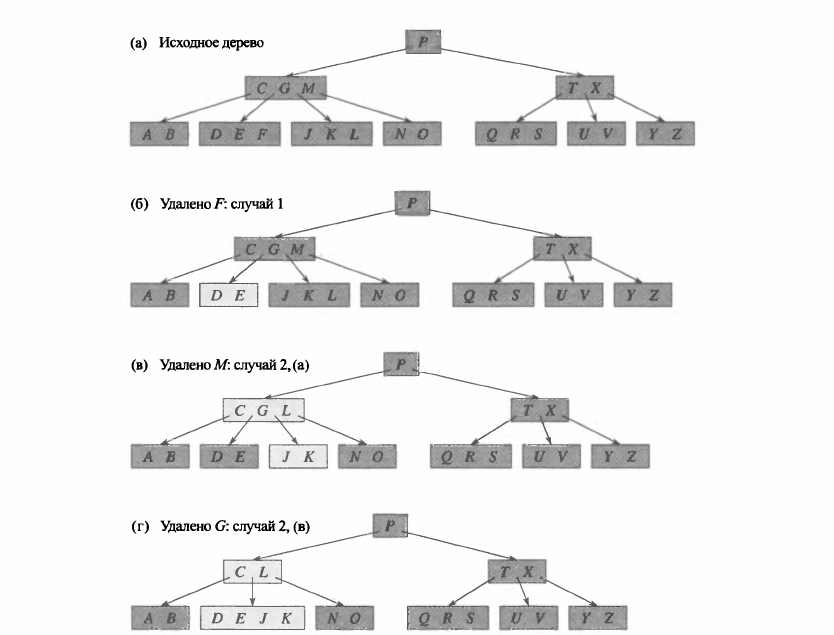 (а) Исходное дерево
P
C G M
T X
A B
D E F
J K L
N O
Q R S
U V
Y Z
(б) Удалено F: случай 1
P
C G M
T X
A B
D E
J K L
N O
Q R S
U V
Y Z
(в) Удалено M: случай 2,(а)
P
C G L
T X
A B
D E
J K
N O
Q R S
U V
Y Z
(г) Удалено G: случай 2, (в)
P
C L
T X
A B
D E J K
N O
Q R S
U V
Y Z